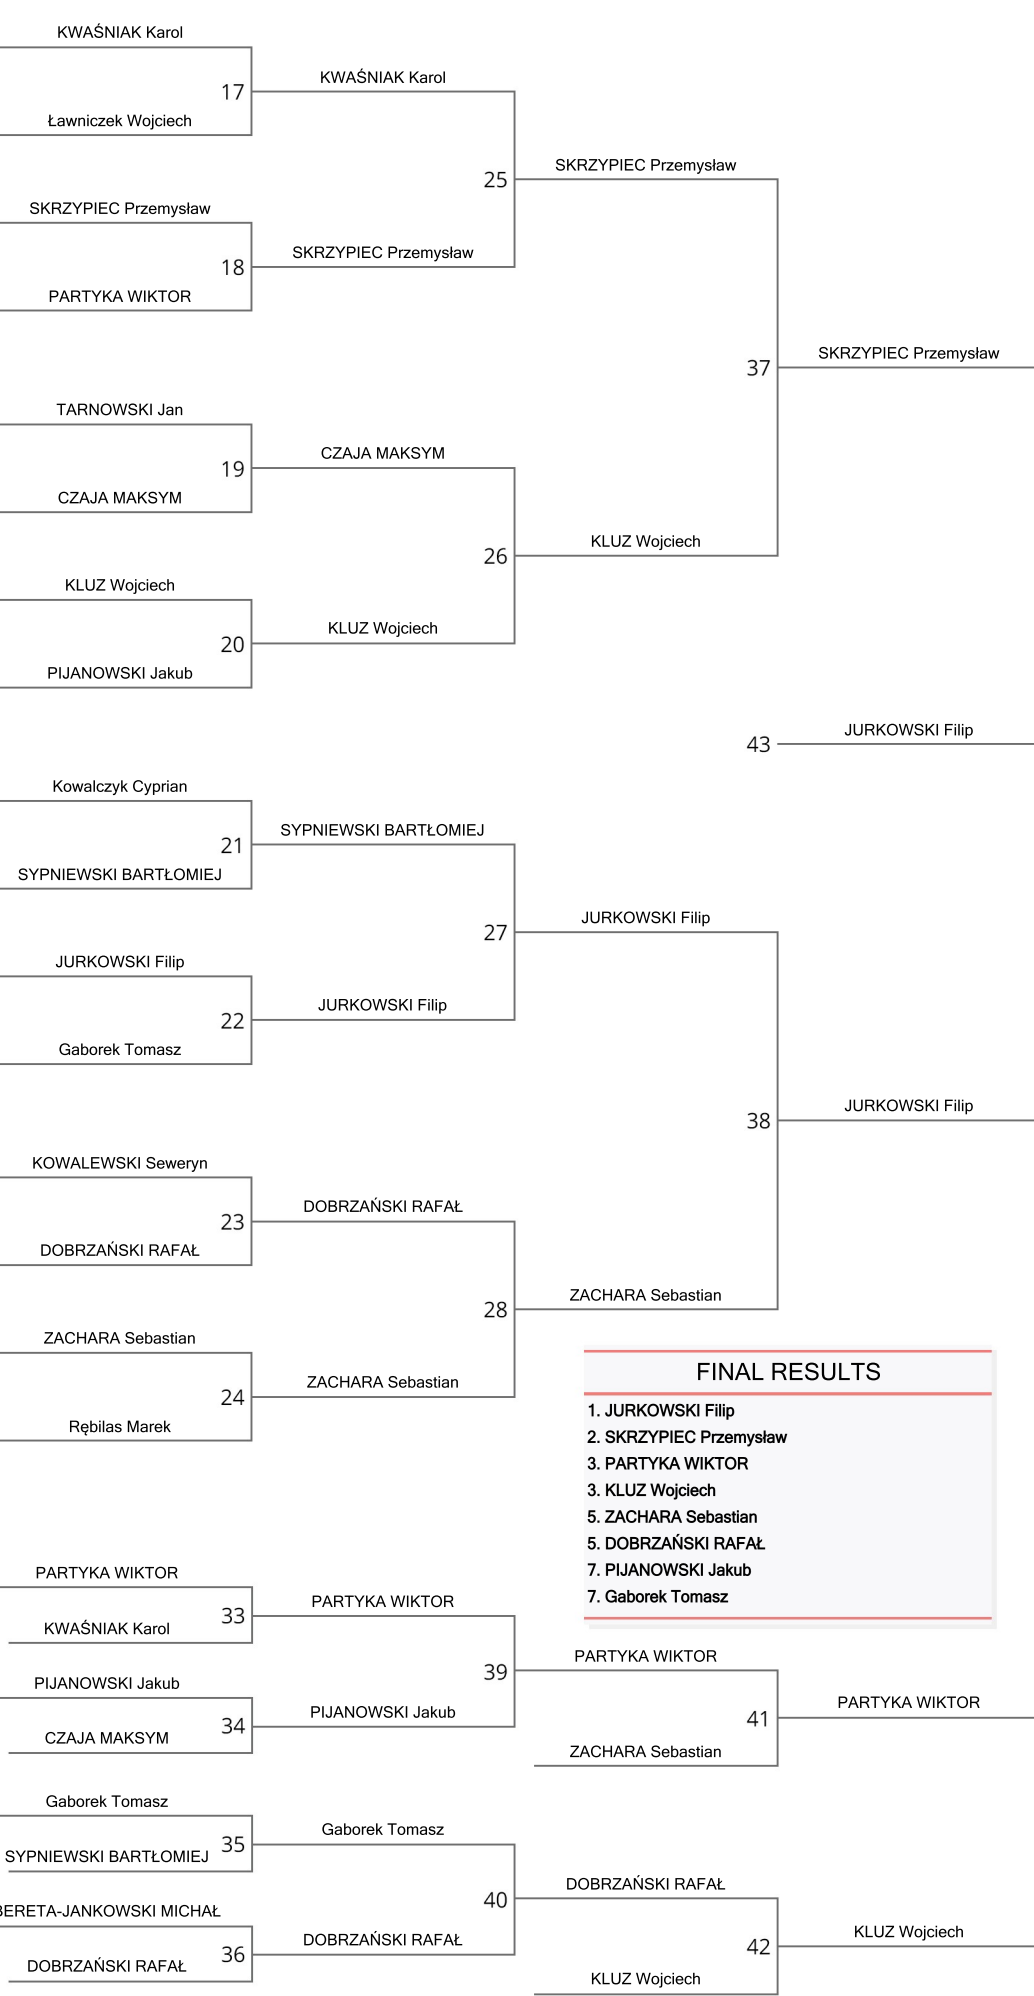 KWAŚNIAK Karol
17
KWAŚNIAK Karol
Ławniczek Wojciech
25
SKRZYPIEC Przemysław
SKRZYPIEC Przemysław
18
SKRZYPIEC Przemysław
PARTYKA WIKTOR
37
SKRZYPIEC Przemysław
TARNOWSKI Jan
19
CZAJA MAKSYM
CZAJA MAKSYM
26
KLUZ Wojciech
KLUZ Wojciech
20
KLUZ Wojciech
PIJANOWSKI Jakub
43
JURKOWSKI Filip
Kowalczyk Cyprian
21
SYPNIEWSKI BARTŁOMIEJ
SYPNIEWSKI BARTŁOMIEJ
27
JURKOWSKI Filip
JURKOWSKI Filip
22
JURKOWSKI Filip
Gaborek Tomasz
38
JURKOWSKI Filip
KOWALEWSKI Seweryn
23
DOBRZAŃSKI RAFAŁ
DOBRZAŃSKI RAFAŁ
28
ZACHARA Sebastian
ZACHARA Sebastian
24
ZACHARA Sebastian
Rębilas Marek
FINAL RESULTS
1. JURKOWSKI Filip
2. SKRZYPIEC Przemysław
3. PARTYKA WIKTOR
3. KLUZ Wojciech
5. ZACHARA Sebastian
5. DOBRZAŃSKI RAFAŁ
7. PIJANOWSKI Jakub
7. Gaborek Tomasz
PARTYKA WIKTOR
33
PARTYKA WIKTOR
KWAŚNIAK Karol
39
PARTYKA WIKTOR
PIJANOWSKI Jakub
34
PIJANOWSKI Jakub
CZAJA MAKSYM
41
PARTYKA WIKTOR
ZACHARA Sebastian
Gaborek Tomasz
35
Gaborek Tomasz
SYPNIEWSKI BARTŁOMIEJ
40
DOBRZAŃSKI RAFAŁ
BERETA-JANKOWSKI MICHAŁ
36
DOBRZAŃSKI RAFAŁ
DOBRZAŃSKI RAFAŁ
42
KLUZ Wojciech
KLUZ Wojciech